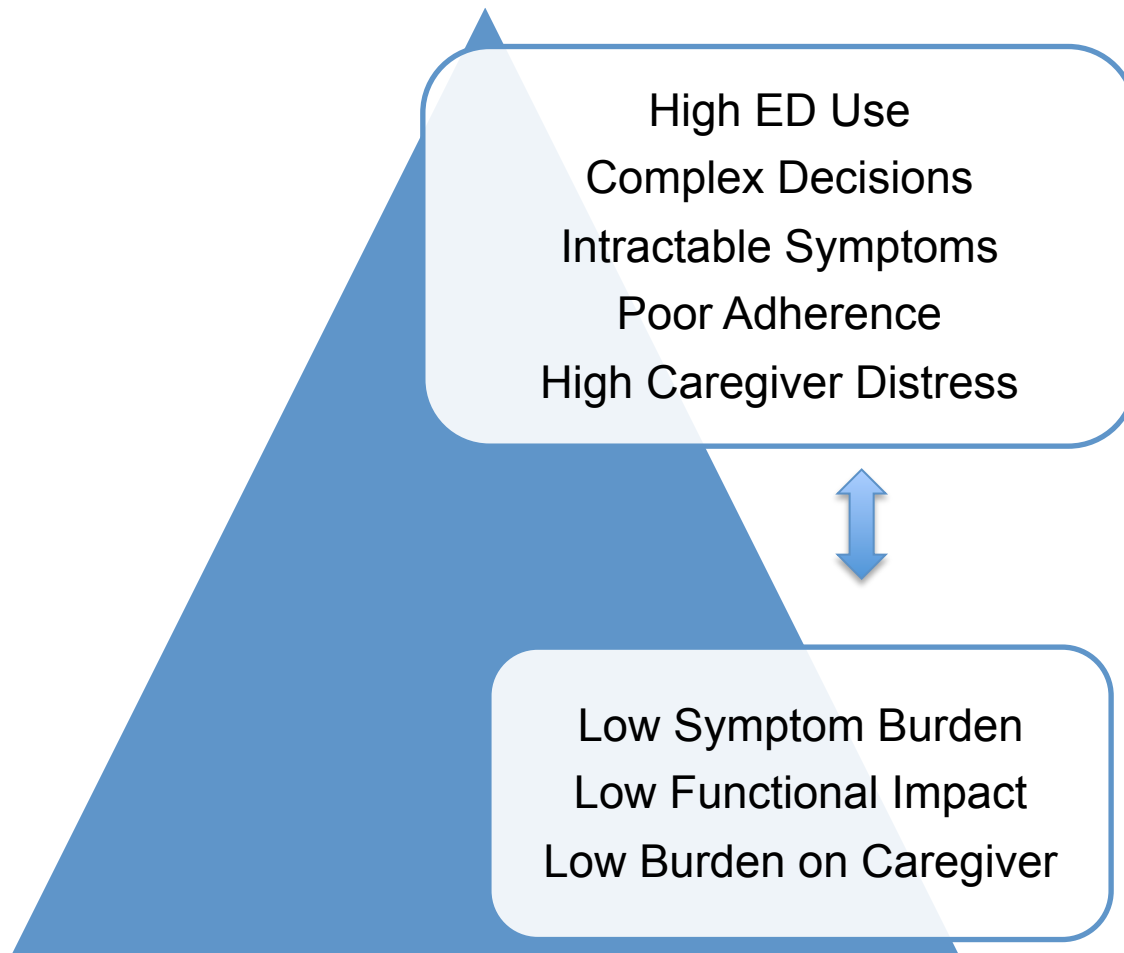 High ED Use
Complex Decisions
Intractable Symptoms
Poor Adherence
High Caregiver Distress
Low Symptom Burden
Low Functional Impact
Low Burden on Caregiver